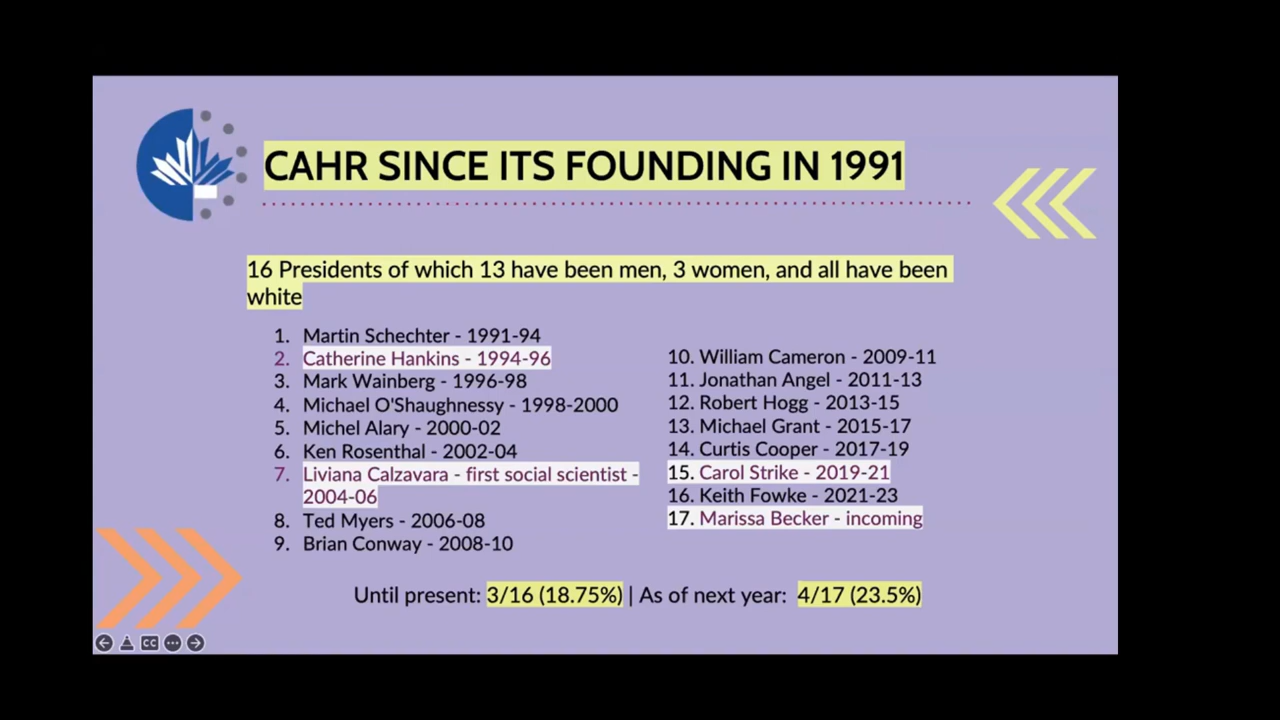 CAHR SINCE ITS FOUNDING IN 1991
16 Presidents of which 13 have been men, 3 women, and all have been
white
1. Martin Schechter - 1991-94
2. Catherine Hankins - 1994-96
3. Mark Wainberg - 1996-98
4. Michael O'Shaughnessy - 1998-2000
5. Michel Alary - 2000-02
6. Ken Rosenthal - 2002-04
7. Liviana Calzavara - first social scientist -
2004-06
8. Ted Myers - 2006-08
9. Brian Conway - 2008-10
10. William Cameron - 2009-11
11. Jonathan Angel - 2011-13
12. Robert Hogg - 2013-15
13. Michael Grant - 2015-17
14. Curtis Cooper - 2017-19
15. Carol Strike - 2019-21
16. Keith Fowke - 2021-23
17. Marissa Becker - incoming
Until present: 3/16 (18.75%) | As of next year: 4/17 (23.5%)
CC